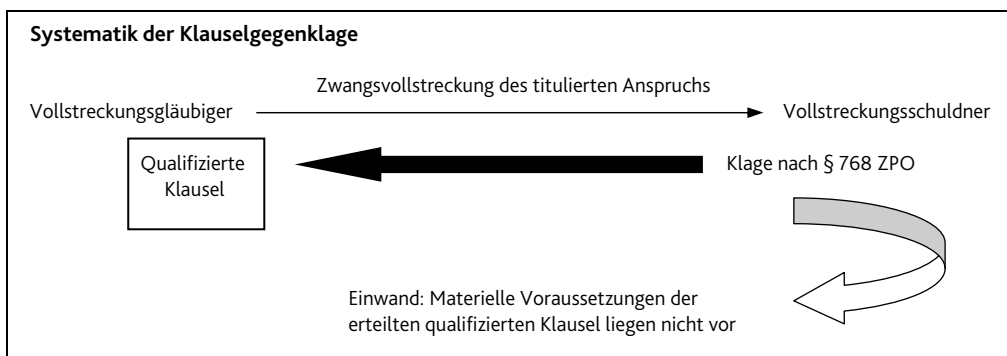 Systematik der Klauselgegenklage
Zwangsvollstreckung des titulierten Anspruchs
Vollstreckungsgläubiger
Vollstreckungsschuldner
Qualifizierte
Klausel
Klage nach § 768 ZPO
Einwand: Materielle Voraussetzungen der
erteilten qualifizierten Klausel liegen nicht vor